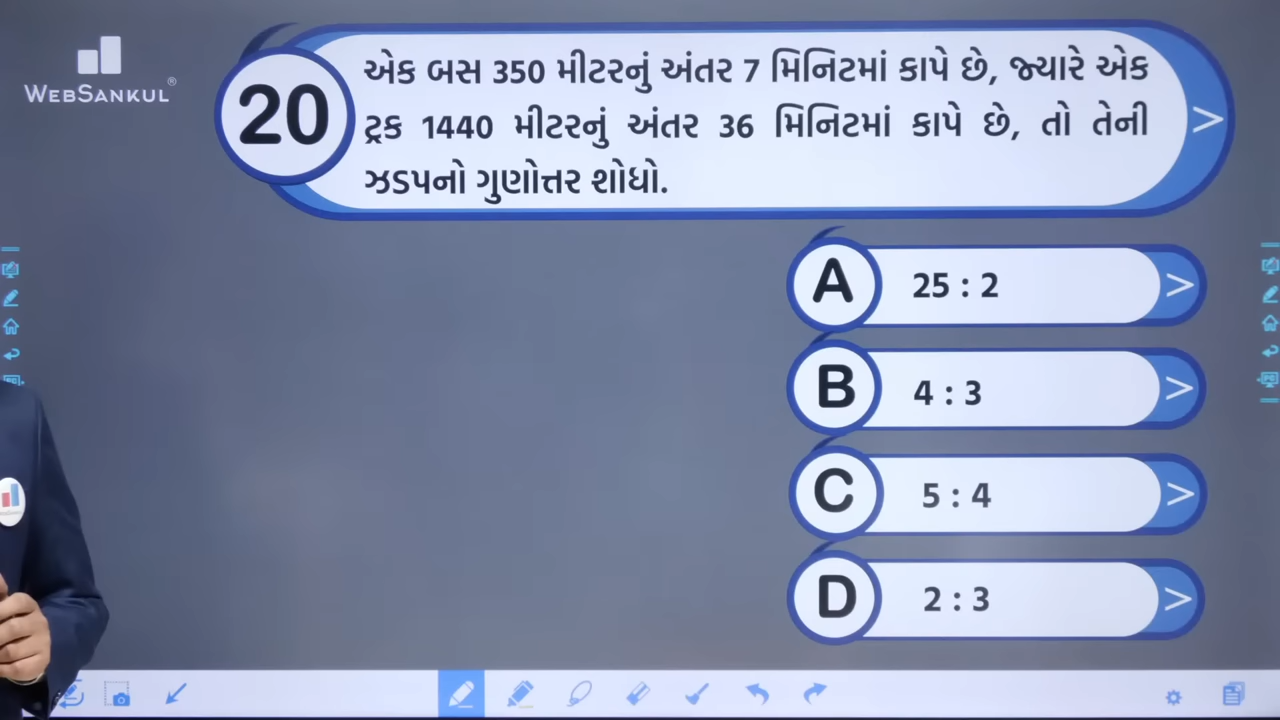 WEBSANKUL®
20
એક બસ 350 મીટરનું અંતર 7 મિનિટમાં કાપે છે, જ્યારે એક
ટ્રક 1440 મીટરનું અંતર 36 મિનિટમાં કાપે છે, તો તેની
ઝડપનો ગુણોત્તર શોધો.
A 25 : 2
B 4 : 3
C 5 : 4
D 2 : 3